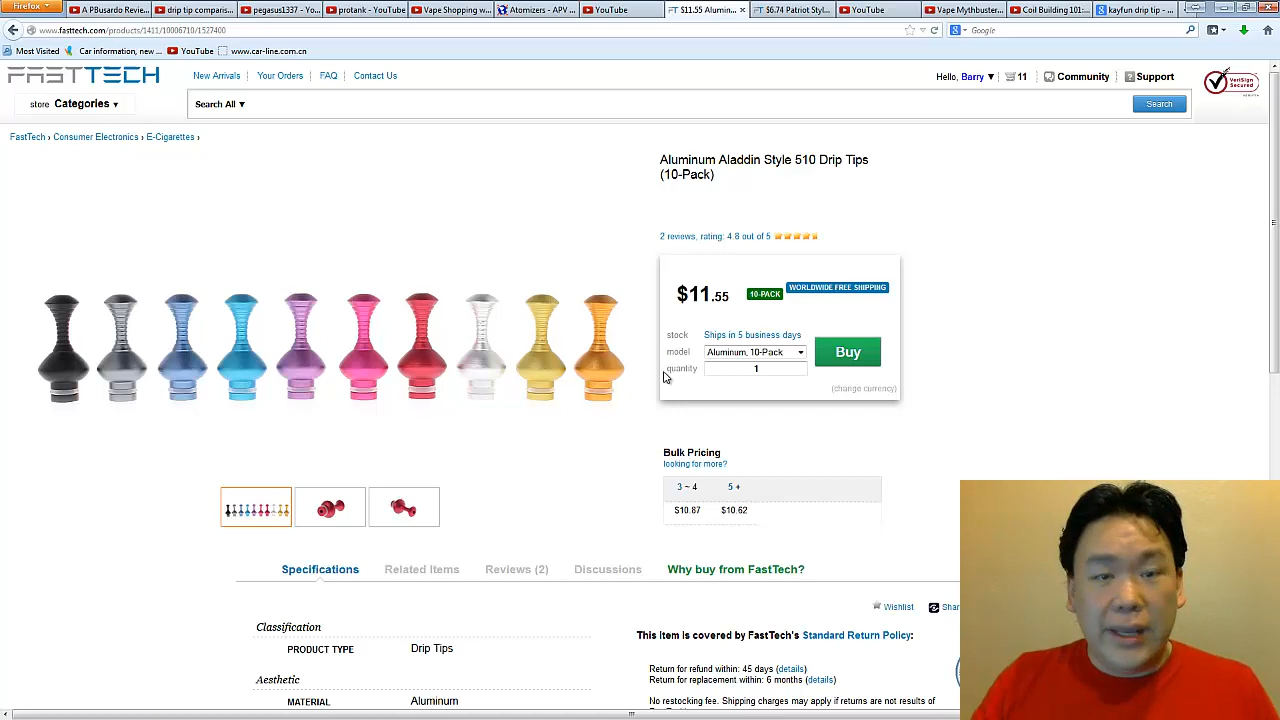 Firefox
A PBusardo Revie...
drip tip comparis...
pegasus1337 - Yo...
protank - YouTube
Vape Shopping w...
Atomizers - APV ...
YouTube
$11.55 Alumin...
$6.74 Patriot Styl...
YouTube
Vape Mythbuster...
Coil Building 101:...
kayfun drip tip - ...
www.fasttech.com/products/1411/10006710/1527400
Google
Most Visited
Car information, new ...
YouTube
www.car-line.com.cn
FASTTECH
New Arrivals
Your Orders
FAQ
Contact Us
Hello, Barry ▼
11
Community
Support
VeriSign
Secured
store Categories ▼
Search All ▼
Search
FastTech › Consumer Electronics › E-Cigarettes ›
Aluminum Aladdin Style 510 Drip Tips
(10-Pack)
2 reviews, rating: 4.8 out of 5
$11.55
10-PACK
WORLDWIDE FREE SHIPPING
stock Ships in 5 business days
model Aluminum, 10-Pack
quantity 1
Buy
(change currency)
Bulk Pricing
looking for more?
3 ~ 4 5 +
$10.87 $10.62
Specifications
Related Items
Reviews (2)
Discussions
Why buy from FastTech?
Wishlist
Shar
Classification
PRODUCT TYPE Drip Tips
Aesthetic
MATERIAL Aluminum
This item is covered by FastTech's Standard Return Policy:
Return for refund within: 45 days (details)
Return for replacement within: 6 months (details)
No restocking fee. Shipping charges may apply if returns are not results of